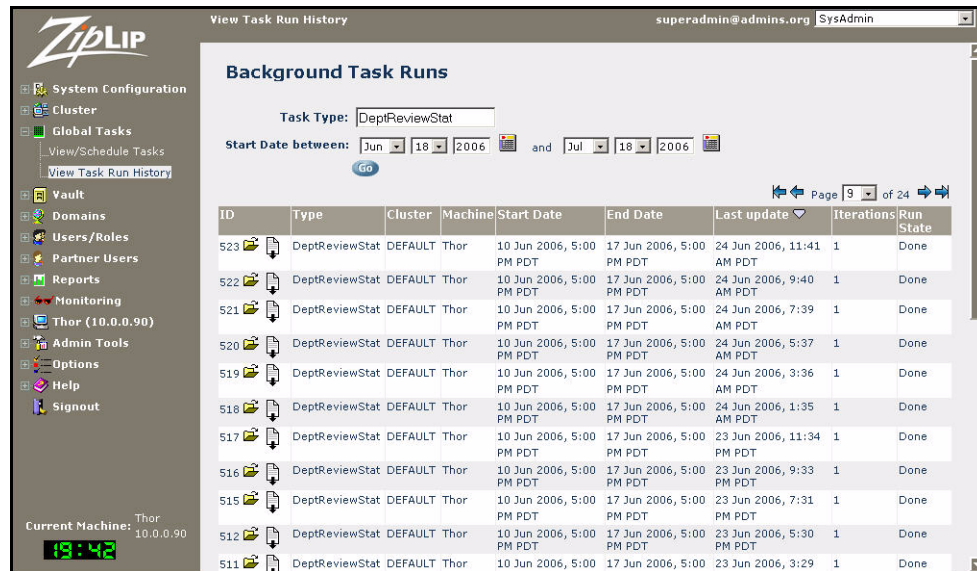 ZipLip
View Task Run History
superadmin@admins.org SysAdmin
System Configuration
Cluster
Global Tasks
View/Schedule Tasks
View Task Run History
Vault
Domains
Users/Roles
Partner Users
Reports
Monitoring
Thor (10.0.0.90)
Admin Tools
Options
Help
Signout
Current Machine: Thor
10.0.0.90
19:42
Background Task Runs
Task Type: DeptReviewStat
Start Date between: Jun 18 2006 and Jul 18 2006
Go
Page 9 of 24
ID Type Cluster Machine Start Date End Date Last update Iterations Run State
523 DeptReviewStat DEFAULT Thor 10 Jun 2006, 5:00 PM PDT 17 Jun 2006, 5:00 PM PDT 24 Jun 2006, 11:41 AM PDT 1 Done
522 DeptReviewStat DEFAULT Thor 10 Jun 2006, 5:00 PM PDT 17 Jun 2006, 5:00 PM PDT 24 Jun 2006, 9:40 AM PDT 1 Done
521 DeptReviewStat DEFAULT Thor 10 Jun 2006, 5:00 PM PDT 17 Jun 2006, 5:00 PM PDT 24 Jun 2006, 7:39 AM PDT 1 Done
520 DeptReviewStat DEFAULT Thor 10 Jun 2006, 5:00 PM PDT 17 Jun 2006, 5:00 PM PDT 24 Jun 2006, 5:37 AM PDT 1 Done
519 DeptReviewStat DEFAULT Thor 10 Jun 2006, 5:00 PM PDT 17 Jun 2006, 5:00 PM PDT 24 Jun 2006, 3:36 AM PDT 1 Done
518 DeptReviewStat DEFAULT Thor 10 Jun 2006, 5:00 PM PDT 17 Jun 2006, 5:00 PM PDT 24 Jun 2006, 1:35 AM PDT 1 Done
517 DeptReviewStat DEFAULT Thor 10 Jun 2006, 5:00 PM PDT 17 Jun 2006, 5:00 PM PDT 23 Jun 2006, 11:34 PM PDT 1 Done
516 DeptReviewStat DEFAULT Thor 10 Jun 2006, 5:00 PM PDT 17 Jun 2006, 5:00 PM PDT 23 Jun 2006, 9:33 PM PDT 1 Done
515 DeptReviewStat DEFAULT Thor 10 Jun 2006, 5:00 PM PDT 17 Jun 2006, 5:00 PM PDT 23 Jun 2006, 7:31 PM PDT 1 Done
512 DeptReviewStat DEFAULT Thor 10 Jun 2006, 5:00 PM PDT 17 Jun 2006, 5:00 PM PDT 23 Jun 2006, 5:30 PM PDT 1 Done
511 DeptReviewStat DEFAULT Thor 10 Jun 2006, 5:00 17 Jun 2006, 5:00 23 Jun 2006, 3:29 1 Done